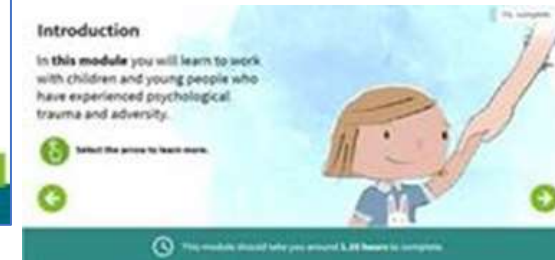 Introduction
In this module you will learn to work
with children and young people who
have experienced psychological
trauma and adversity.
Select the arrow to learn more.
This module should take you around 1.20 hours to complete